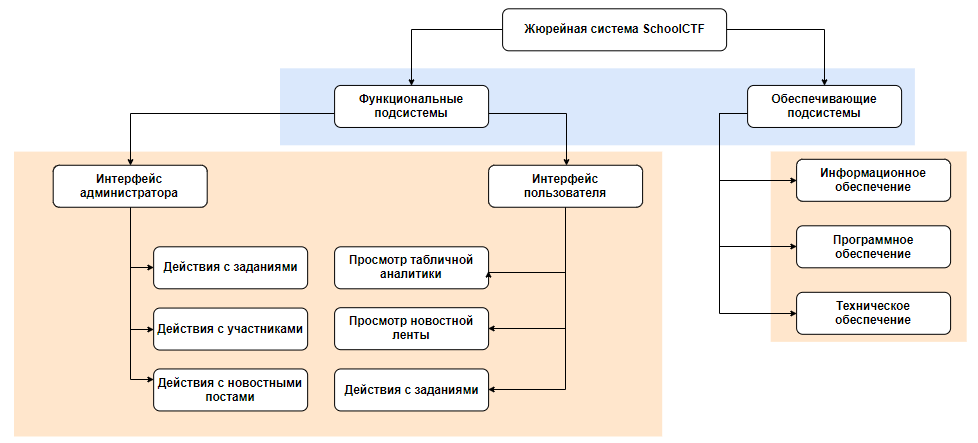 Жюрейная система SchoolCTF
Функциональные
подсистемы
Обеспечивающие
подсистемы
Интерфейс
администратора
Интерфейс
пользователя
Информационное
обеспечение
Программное
обеспечение
Техническое
обеспечение
Действия с заданиями
Действия с участниками
Действия с новостными
постами
Просмотр табличной
аналитики
Просмотр новостной
ленты
Действия с заданиями